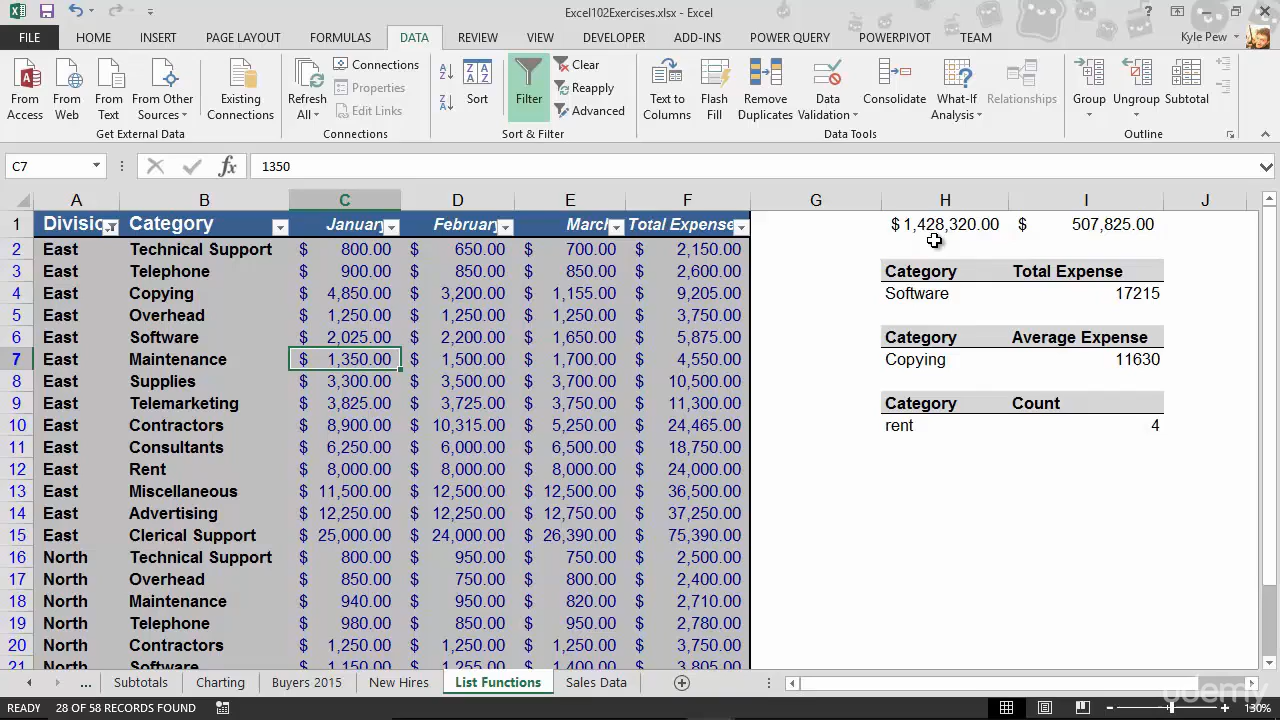 Excel102Exercises.xlsx - Excel
FILE HOME INSERT PAGE LAYOUT FORMULAS DATA REVIEW VIEW DEVELOPER ADD-INS POWER QUERY POWERPIVOT TEAM Kyle Pew
From Access
From Web
From Text
From Other Sources
Existing Connections
Get External Data
Refresh All
Connections
Properties
Edit Links
Connections
Sort
Filter
Clear
Reapply
Advanced
Sort & Filter
Text to Columns
Flash Fill
Remove Duplicates
Data Validation
Consolidate
What-If Analysis
Relationships
Data Tools
Group
Ungroup
Subtotal
Outline
C7 fx 1350
A B C D E F G H I J
1 Divisio Category January February March Total Expense $ 1,428,320.00 $ 507,825.00
2 East Technical Support $ 800.00 $ 650.00 $ 700.00 $ 2,150.00
3 East Telephone $ 900.00 $ 850.00 $ 850.00 $ 2,600.00 Category Total Expense
4 East Copying $ 4,850.00 $ 3,200.00 $ 1,155.00 $ 9,205.00 Software 17215
5 East Overhead $ 1,250.00 $ 1,250.00 $ 1,250.00 $ 3,750.00
6 East Software $ 2,025.00 $ 2,200.00 $ 1,650.00 $ 5,875.00 Category Average Expense
7 East Maintenance $ 1,350.00 $ 1,500.00 $ 1,700.00 $ 4,550.00 Copying 11630
8 East Supplies $ 3,300.00 $ 3,500.00 $ 3,700.00 $ 10,500.00
9 East Telemarketing $ 3,825.00 $ 3,725.00 $ 3,750.00 $ 11,300.00 Category Count
10 East Contractors $ 8,900.00 $ 10,315.00 $ 5,250.00 $ 24,465.00 rent 4
11 East Consultants $ 6,250.00 $ 6,000.00 $ 6,500.00 $ 18,750.00
12 East Rent $ 8,000.00 $ 8,000.00 $ 8,000.00 $ 24,000.00
13 East Miscellaneous $ 11,500.00 $ 12,500.00 $ 12,500.00 $ 36,500.00
14 East Advertising $ 12,250.00 $ 12,250.00 $ 12,750.00 $ 37,250.00
15 East Clerical Support $ 25,000.00 $ 24,000.00 $ 26,390.00 $ 75,390.00
16 North Technical Support $ 800.00 $ 950.00 $ 750.00 $ 2,500.00
17 North Overhead $ 850.00 $ 750.00 $ 800.00 $ 2,400.00
18 North Maintenance $ 940.00 $ 950.00 $ 820.00 $ 2,710.00
19 North Telephone $ 980.00 $ 850.00 $ 950.00 $ 2,780.00
20 North Contractors $ 1,250.00 $ 1,250.00 $ 1,250.00 $ 3,750.00
21 North Software $ 1,150.00 $ 1,255.00 $ 1,400.00 $ 3,805.00
... Subtotals Charting Buyers 2015 New Hires List Functions Sales Data
READY 28 OF 58 RECORDS FOUND 130%
udemy